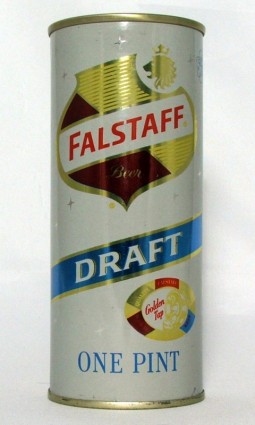 FALSTAFF
Beer
DRAFT
Golden
Tap
ONE PINT